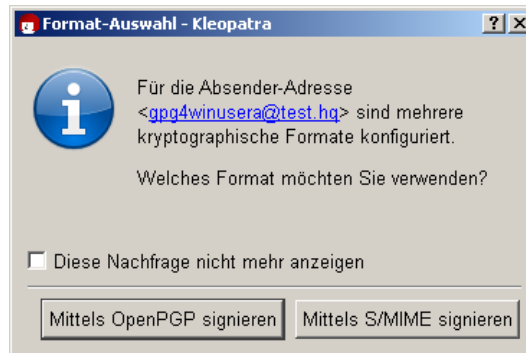 Format-Auswahl - Kleopatra
Für die Absender-Adresse
<gpg4winusera@test.hq> sind mehrere
kryptographische Formate konfiguriert.
Welches Format möchten Sie verwenden?
Diese Nachfrage nicht mehr anzeigen
Mittels OpenPGP signieren Mittels S/MIME signieren